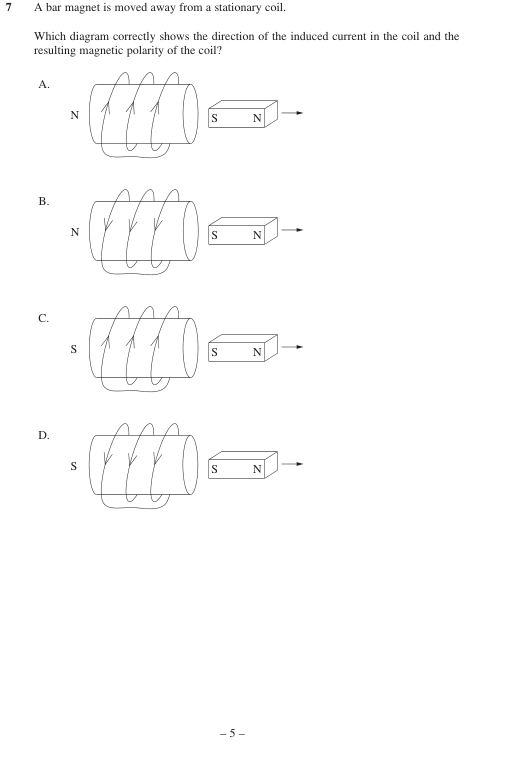 7 A bar magnet is moved away from a stationary coil.
Which diagram correctly shows the direction of the induced current in the coil and the
resulting magnetic polarity of the coil?
A.
N S N
B.
N S N
C.
S S N
D.
S S N
– 5 –